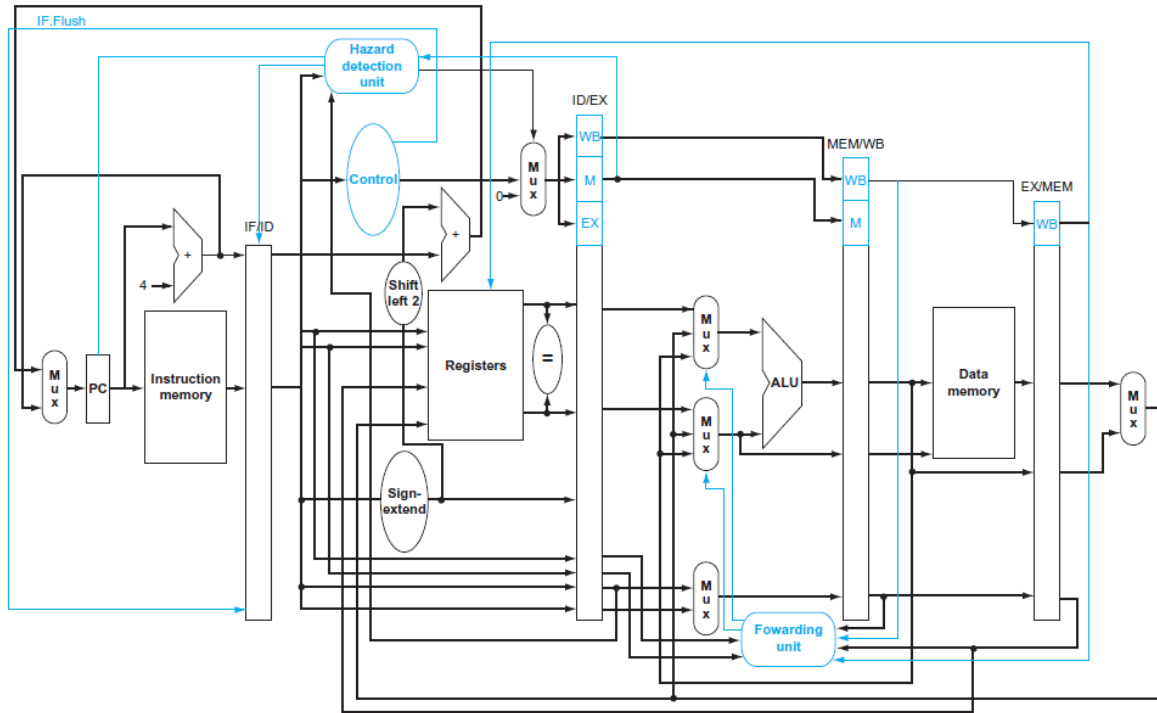 IF.Flush
Hazard
detection
unit
ID/EX
WB
M
EX
Control
M
u
x
0
MEM/WB
WB
M
EX/MEM
WB
IF/ID
+
4
+
Shift
left 2
M
u
x
PC
Instruction
memory
Registers
=
M
u
x
M
u
x
ALU
Data
memory
M
u
x
Sign-
extend
M
u
x
Fowarding
unit